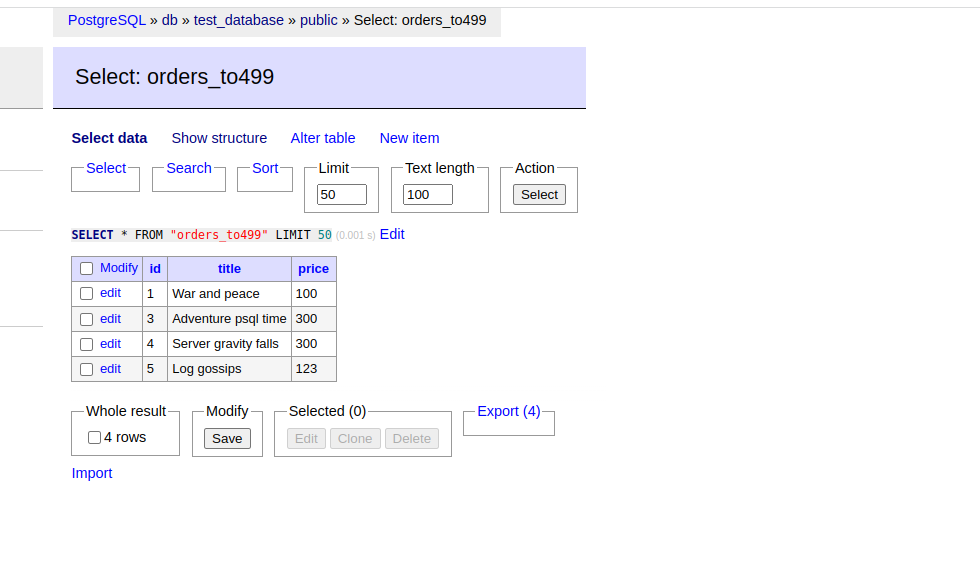 PostgreSQL » db » test_database » public » Select: orders_to499
Select: orders_to499
Select data Show structure Alter table New item
Select Search Sort Limit Text length Action
50 100 Select
SELECT * FROM "orders_to499" LIMIT 50 (0.001 s) Edit
Modify id title price
edit 1 War and peace 100
edit 3 Adventure psql time 300
edit 4 Server gravity falls 300
edit 5 Log gossips 123
Whole result Modify Selected (0) Export (4)
4 rows Save Edit Clone Delete
Import